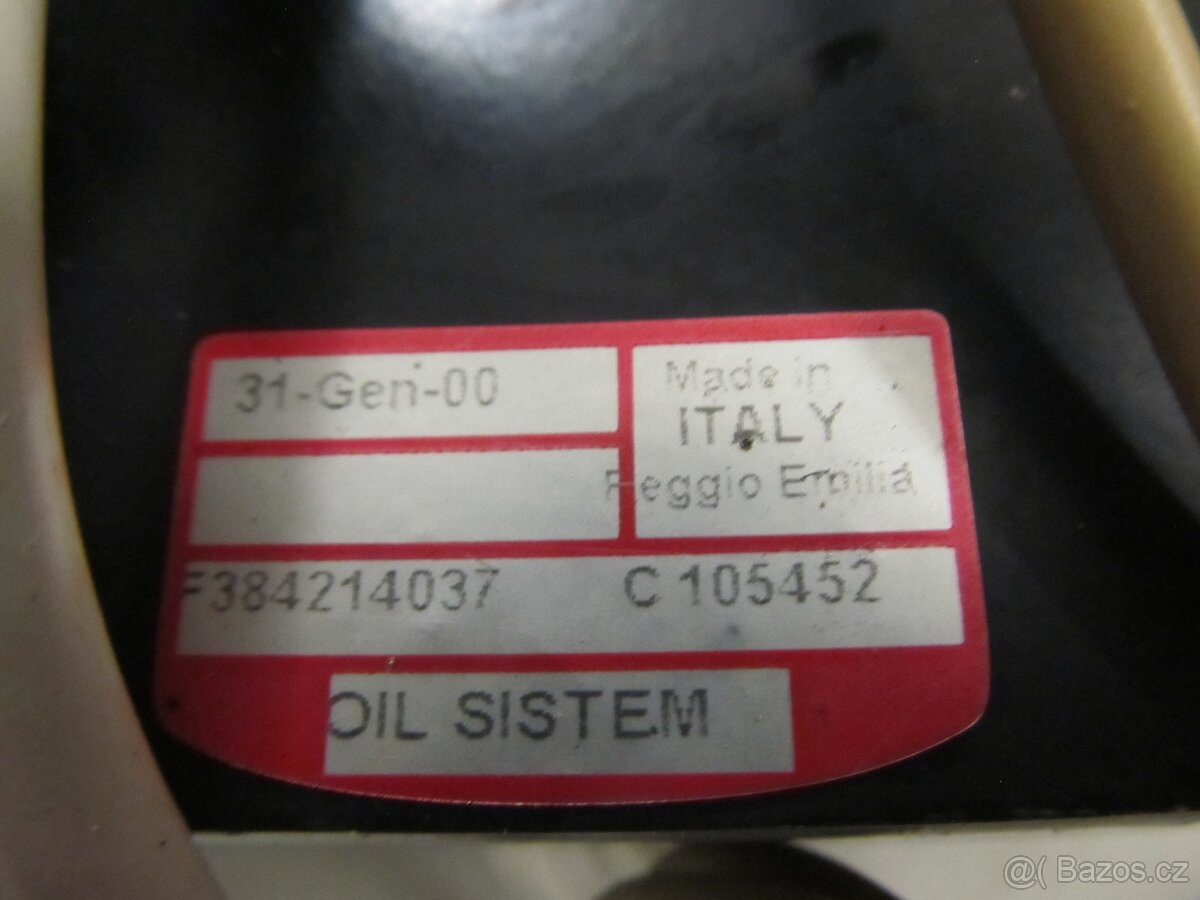 31-Gen-00
Made in
ITALY
Reggio Emilia
F384214037 C 105452
OIL SISTEM
@( Bazos.cz